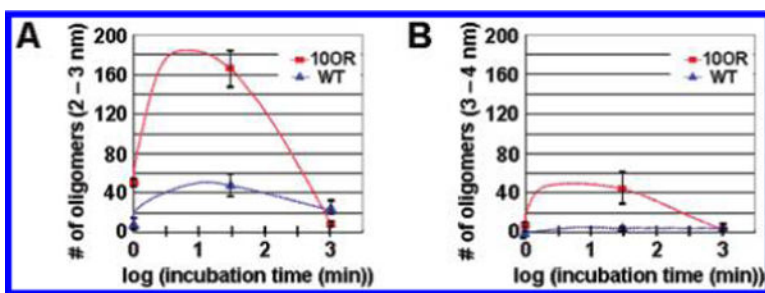 A
# of oligomers (2 – 3 nm)
200
160
120
80
40
0
10OR
WT
0
1
2
3
log (incubation time (min))
B
# of oligomers (3 – 4 nm)
200
160
120
80
40
0
10OR
WT
0
1
2
3
log (incubation time (min))